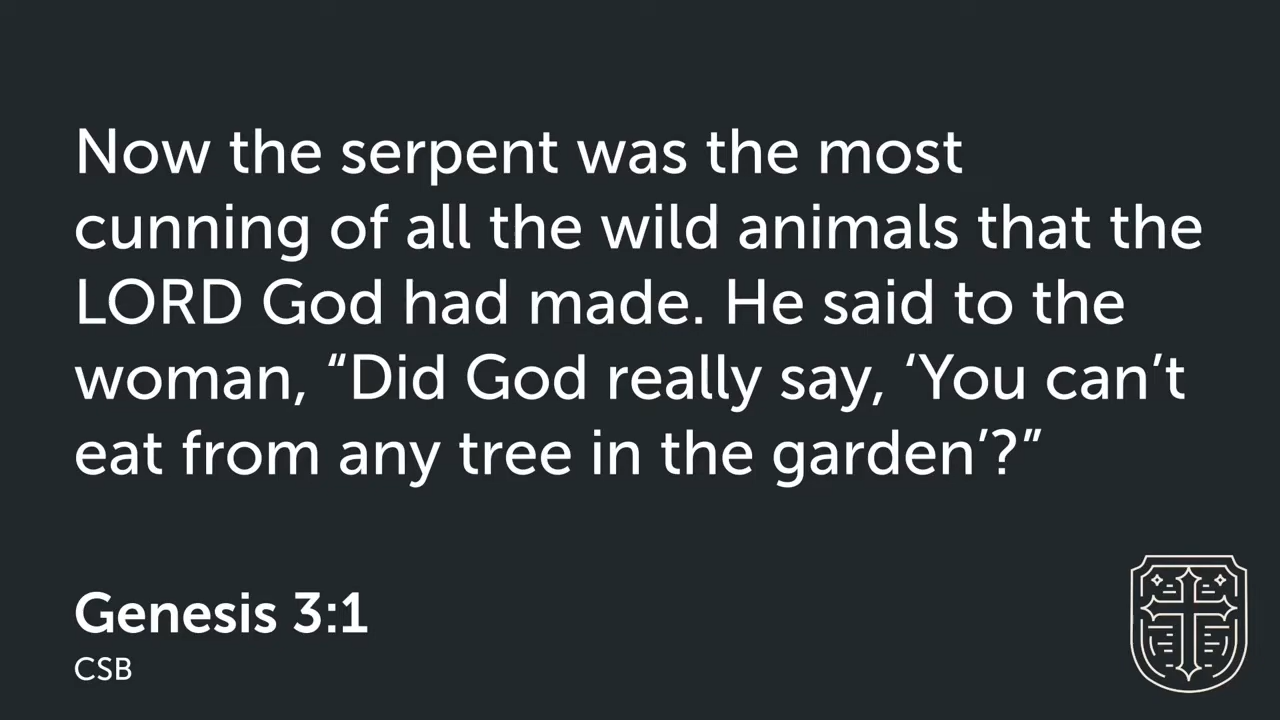 Now the serpent was the most
cunning of all the wild animals that the
LORD God had made. He said to the
woman, “Did God really say, ‘You can’t
eat from any tree in the garden’?”
Genesis 3:1
CSB